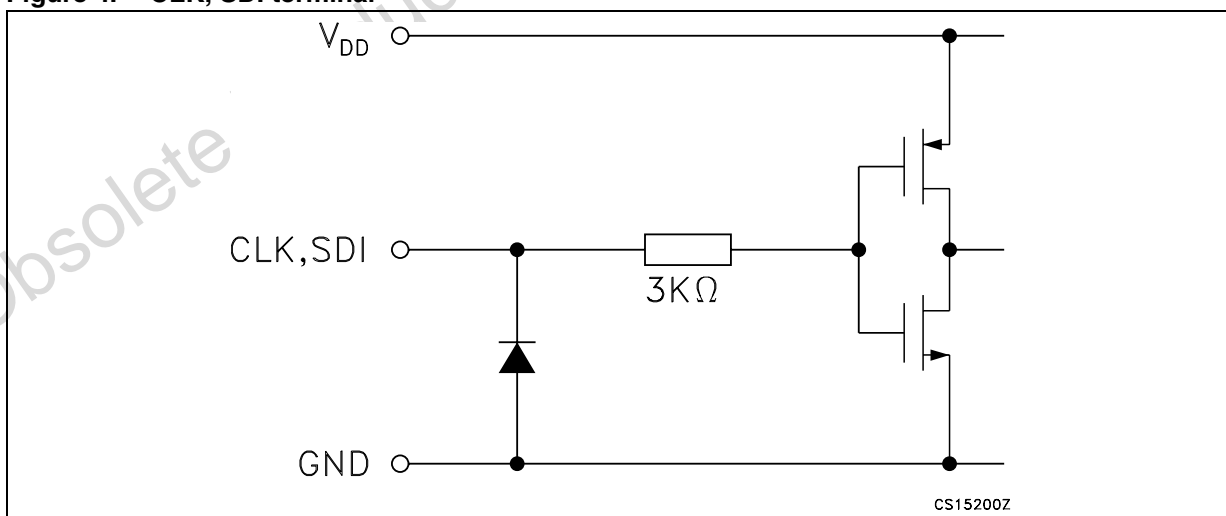 V_DD
CLK,SDI
3KΩ
GND
CS15200Z
obsolete